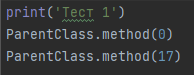 print('Тест 1')
ParentClass.method(0)
ParentClass.method(17)